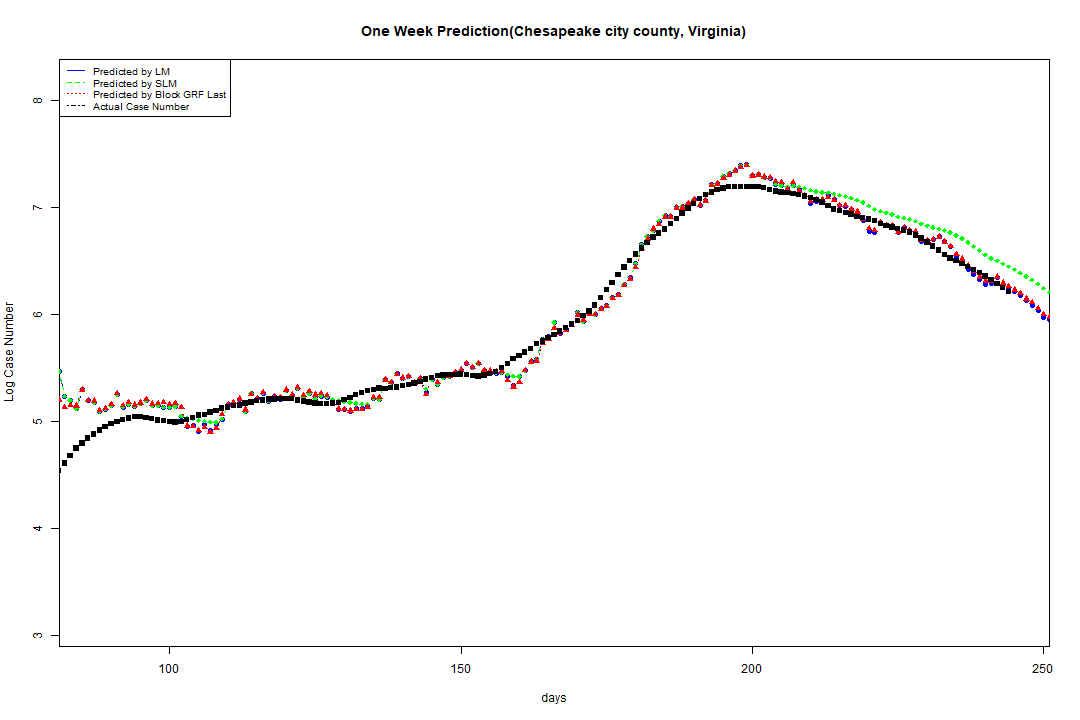 One Week Prediction(Chesapeake city county, Virginia)
Predicted by LM
Predicted by SLM
Predicted by Block GRF Last
Actual Case Number
8
7
6
5
4
3
Log Case Number
100
150
200
250
days